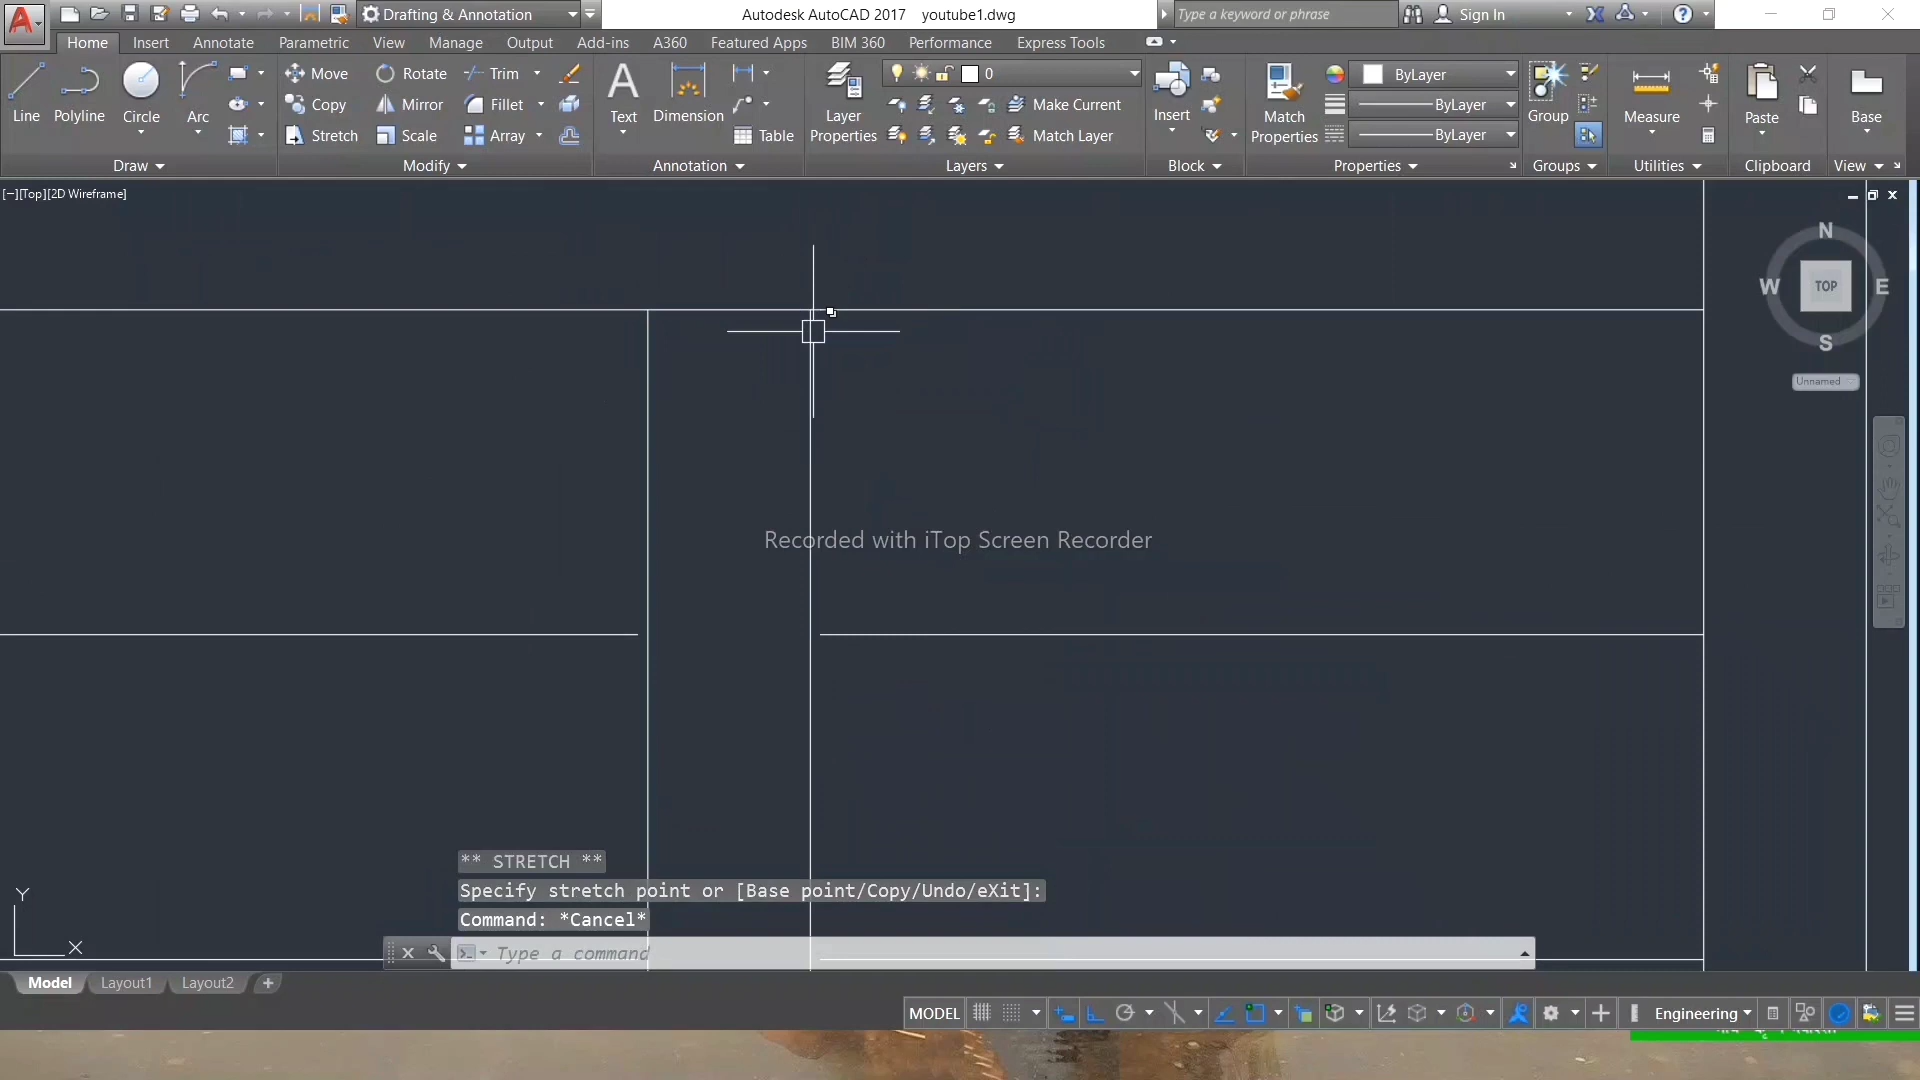 Drafting & Annotation
Autodesk AutoCAD 2017 youtube1.dwg
Type a keyword or phrase
Sign In
Home Insert Annotate Parametric View Manage Output Add-ins A360 Featured Apps BIM 360 Performance Express Tools
Line Polyline Circle Arc
Move Rotate Trim
Copy Mirror Fillet
Stretch Scale Array
Text Dimension Table
Layer Properties
0
Make Current
Match Layer
Insert
Match Properties
ByLayer
ByLayer
ByLayer
Group
Measure
Paste
Base
Draw Modify Annotation Layers Block Properties Groups Utilities Clipboard View
[−][Top][2D Wireframe]
N
W TOP E
S
Unnamed
Recorded with iTop Screen Recorder
** STRETCH **
Specify stretch point or [Base point/Copy/Undo/eXit]:
Command: *Cancel*
Type a command
Y
X
Model Layout1 Layout2
MODEL
Engineering